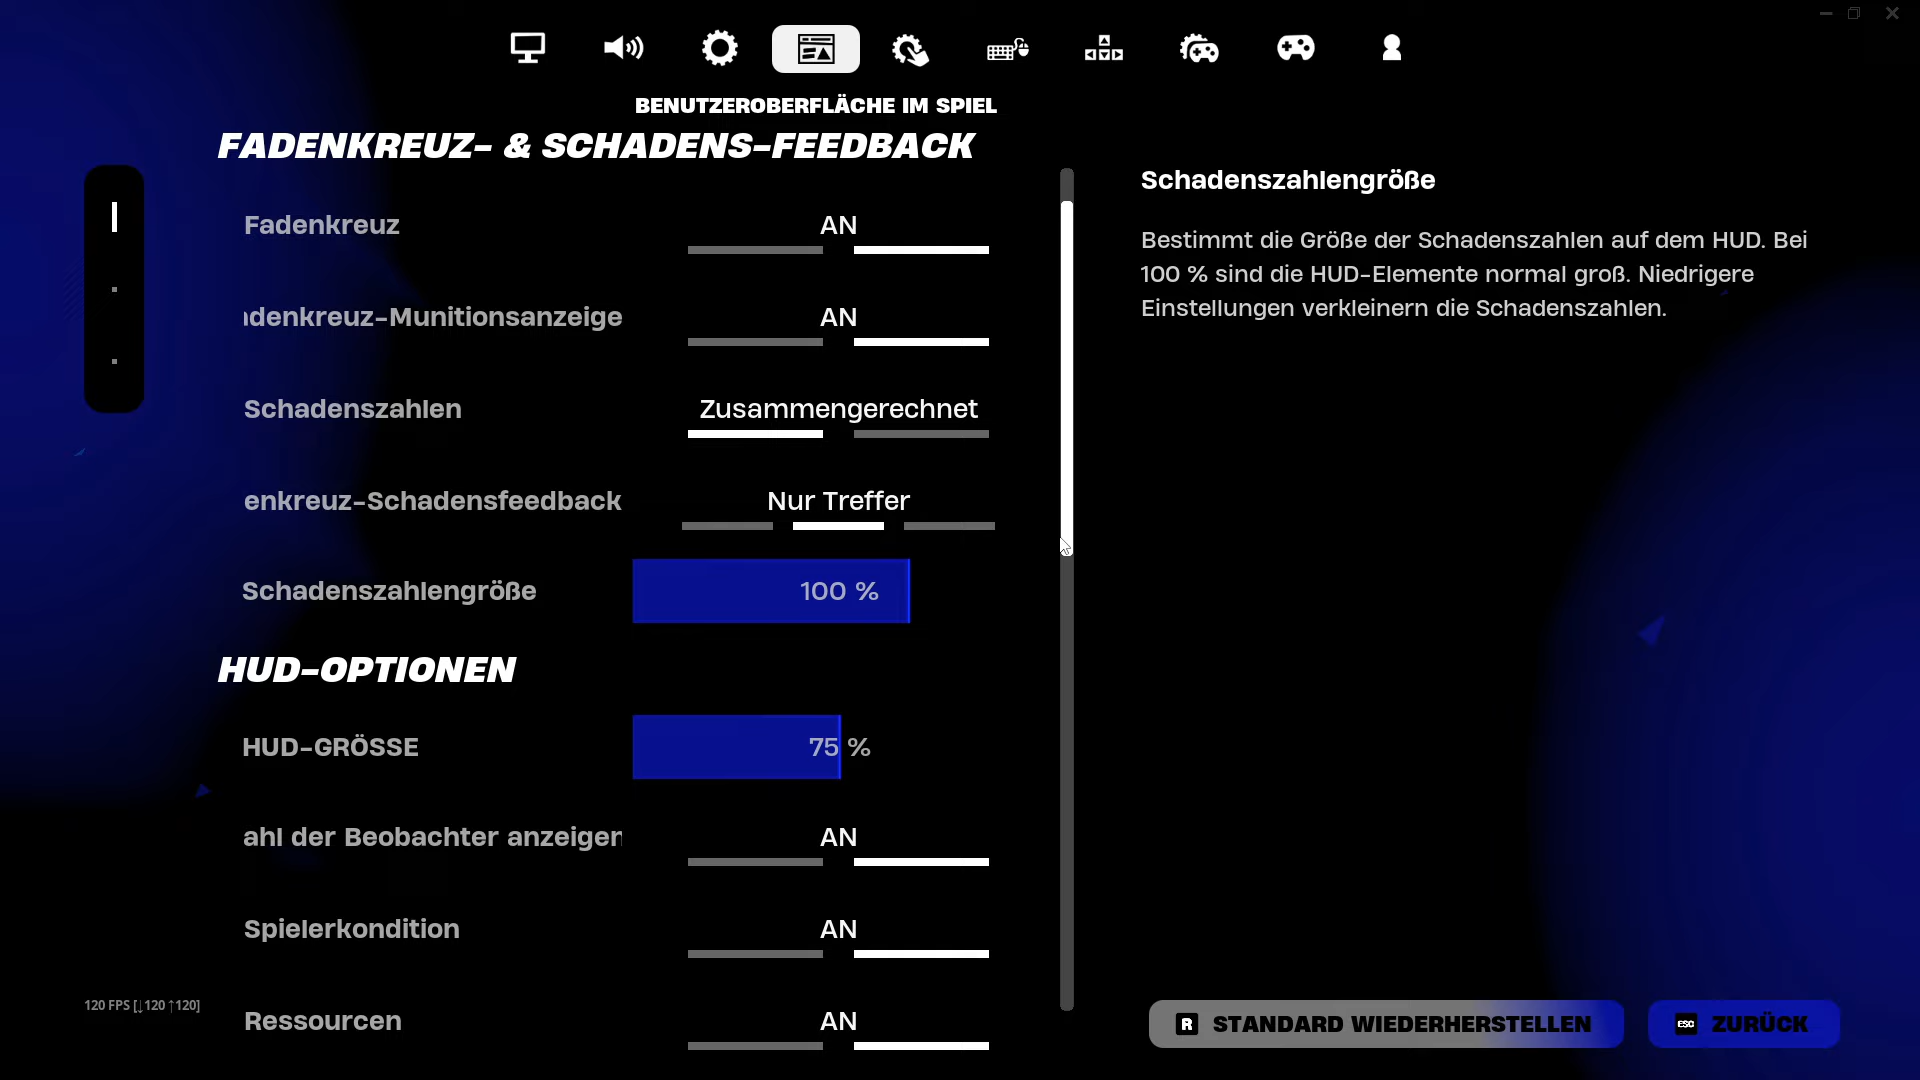 BENUTZEROBERFLÄCHE IM SPIEL
FADENKREUZ- & SCHADENS-FEEDBACK
Fadenkreuz AN
denkreuz-Munitionsanzeige AN
Schadenszahlen Zusammengerechnet
enkreuz-Schadensfeedback Nur Treffer
Schadenszahlengröße 100 %
HUD-OPTIONEN
HUD-GRÖSSE 75 %
ahl der Beobachter anzeigen AN
Spielerkondition AN
Ressourcen AN
Schadenszahlengröße
Bestimmt die Größe der Schadenszahlen auf dem HUD. Bei
100 % sind die HUD-Elemente normal groß. Niedrigere
Einstellungen verkleinern die Schadenszahlen.
120 FPS [↓120 ↑120]
R STANDARD WIEDERHERSTELLEN
ESC ZURÜCK